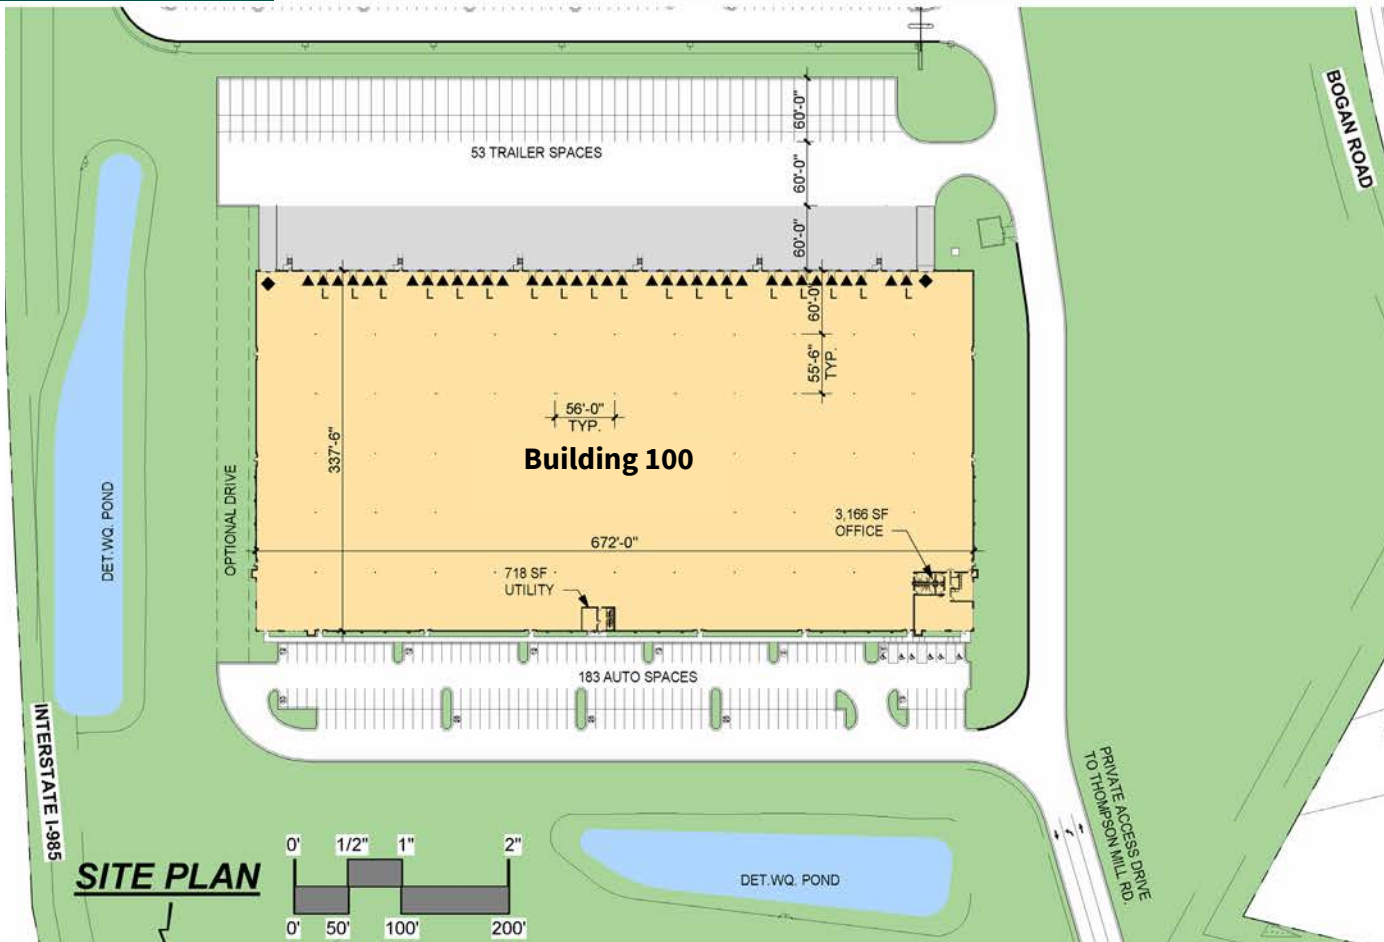 BOGAN ROAD
60'-0"
53 TRAILER SPACES
60'-0"
60'-0"
L L L L L L L L L L L L L L L L
60'-0"
55'-6"
TYP.
56'-0"
TYP.
337'-6"
Building 100
OPTIONAL DRIVE
DET.WQ. POND
3,166 SF
OFFICE
672'-0"
718 SF
UTILITY
183 AUTO SPACES
INTERSTATE I-985
PRIVATE ACCESS DRIVE
TO THOMPSON MILL RD.
SITE PLAN
0' 1/2" 1" 2"
0' 50' 100' 200'
DET.WQ. POND